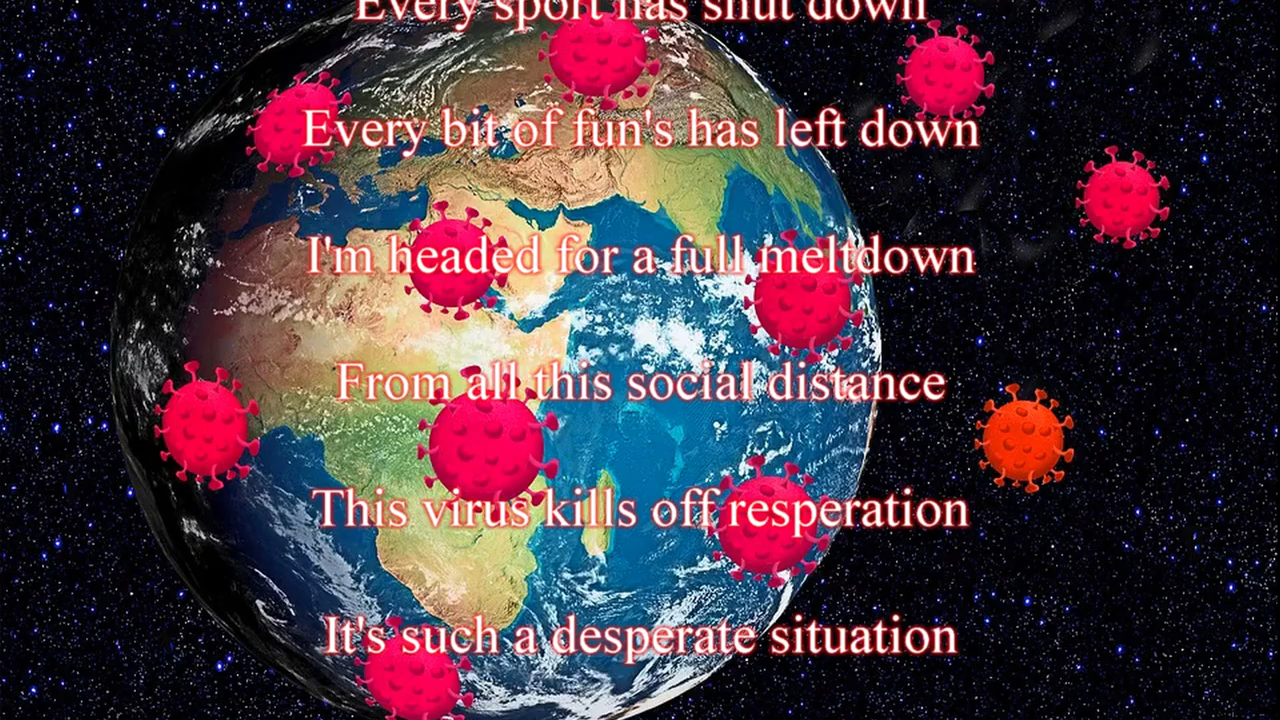 Every sport has shut down
Every bit of fun's has left down
I'm headed for a full meltdown
From all this social distance
This virus kills off resperation
It's such a desperate situation